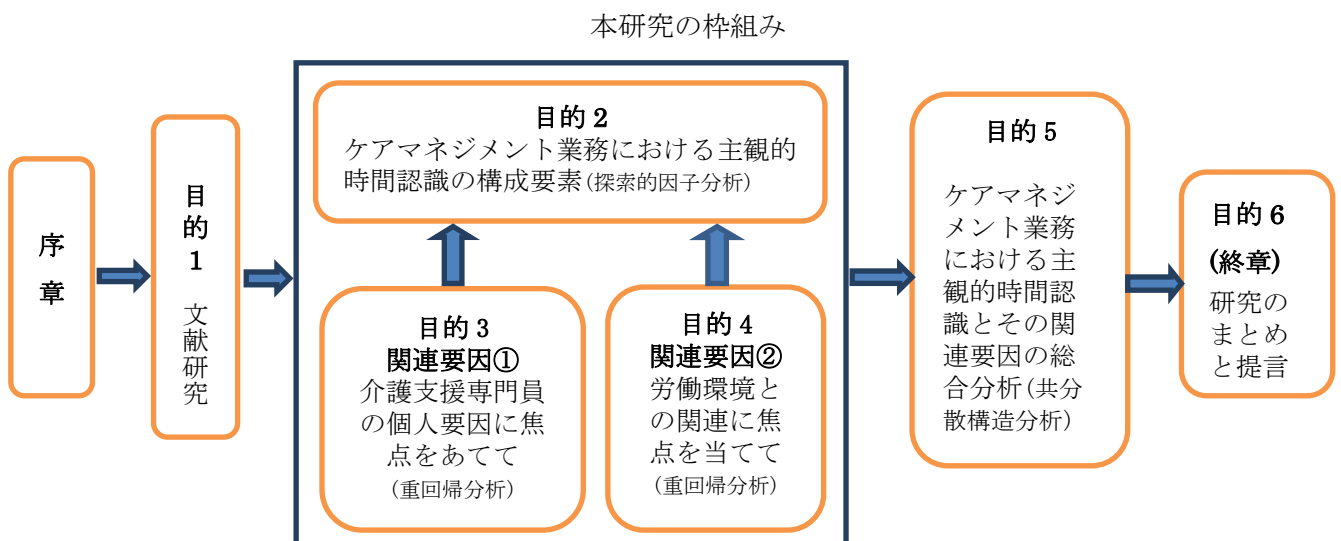 本研究の枠組み
序
章
目
的
1
文
献
研
究
目的 2
ケアマネジメント業務における主観的
時間認識の構成要素(探索的因子分析)
目的 3
関連要因①
介護支援専門員
の個人要因に焦
点をあてて
(重回帰分析)
目的 4
関連要因②
労働環境と
の関連に焦
点を当てて
(重回帰分析)
目的 5
ケアマネジ
メント業務
における主
観的時間認
識とその関
連要因の総
合分析(共分
散構造分析)
目的 6
(終章)
研究の
まとめ
と提言